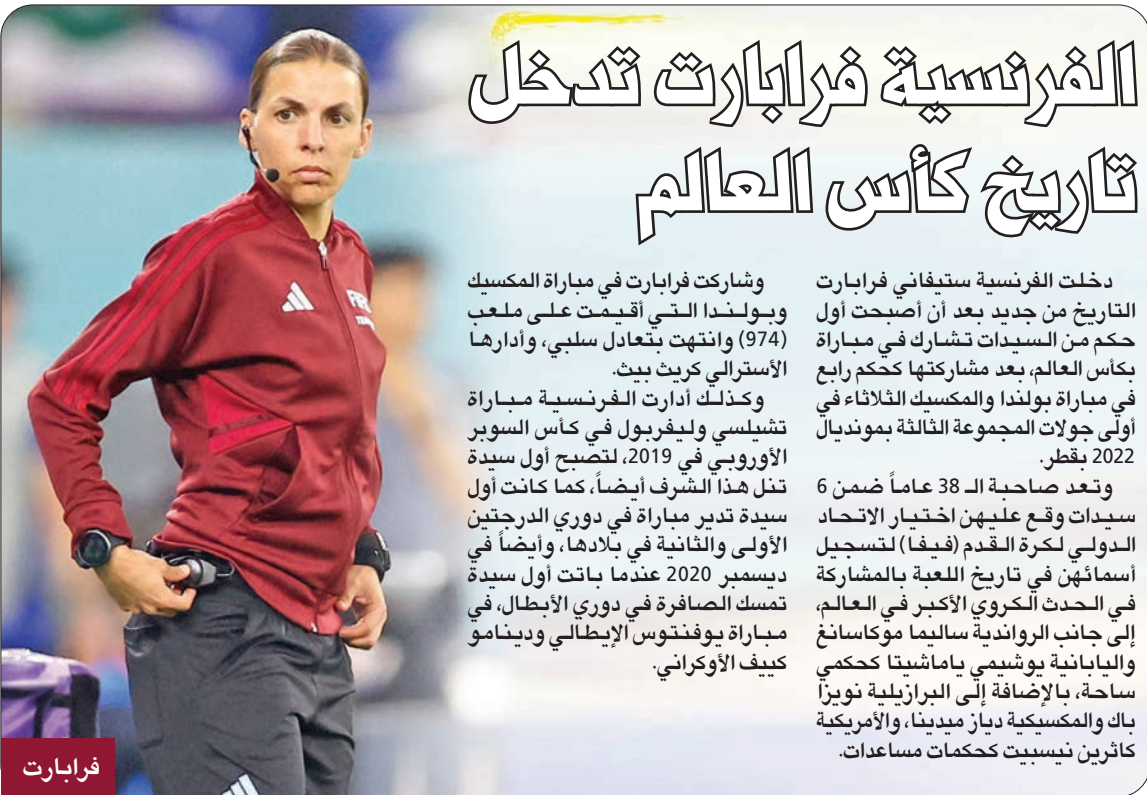 الفرنسية فرابارت تدخل
تاريخ كأس العالم
دخلت الفرنسية ستيفاني فرابارت
التاريخ من جديد بعد أن أصبحت أول
حكم من السيدات تشارك في مباراة
بكأس العالم، بعد مشاركتها كحكم رابع
في مباراة بولندا والمكسيك الثلاثاء في
أولى جولات المجموعة الثالثة بمونديال
2022 بقطر.
وتعد صاحبة الـ 38 عاماً ضمن 6
سيدات وقع عليهن اختيار الاتحاد
الدولي لكرة القدم (فيفا) لتسجيل
أسمائهن في تاريخ اللعبة بالمشاركة
في الحدث الكروي الأكبر في العالم،
إلى جانب الرواندية ساليما موكاسانغ
واليابانية يوشيمي ياماشيتا كحكمي
ساحة، بالإضافة إلى البرازيلية نويزا
باك والمكسيكية دياز ميدينا، والأمريكية
كاثرين نيسبيت كحكمات مساعدات.
وشاركت فرابارت في مباراة المكسيك
وبولندا التي أقيمت على ملعب
(974) وانتهت بتعادل سلبي، وأدارها
الأسترالي كريث بيث.
وكذلك أدارت الفرنسية مباراة
تشيلسي وليفربول في كأس السوبر
الأوروبي في 2019، لتصبح أول سيدة
تنل هذا الشرف أيضاً، كما كانت أول
سيدة تدير مباراة في دوري الدرجتين
الأولى والثانية في بلادها، وأيضاً في
ديسمبر 2020 عندما باتت أول سيدة
تمسك الصافرة في دوري الأبطال، في
مباراة يوفنتوس الإيطالي ودينامو
كييف الأوكراني.
فرابارت